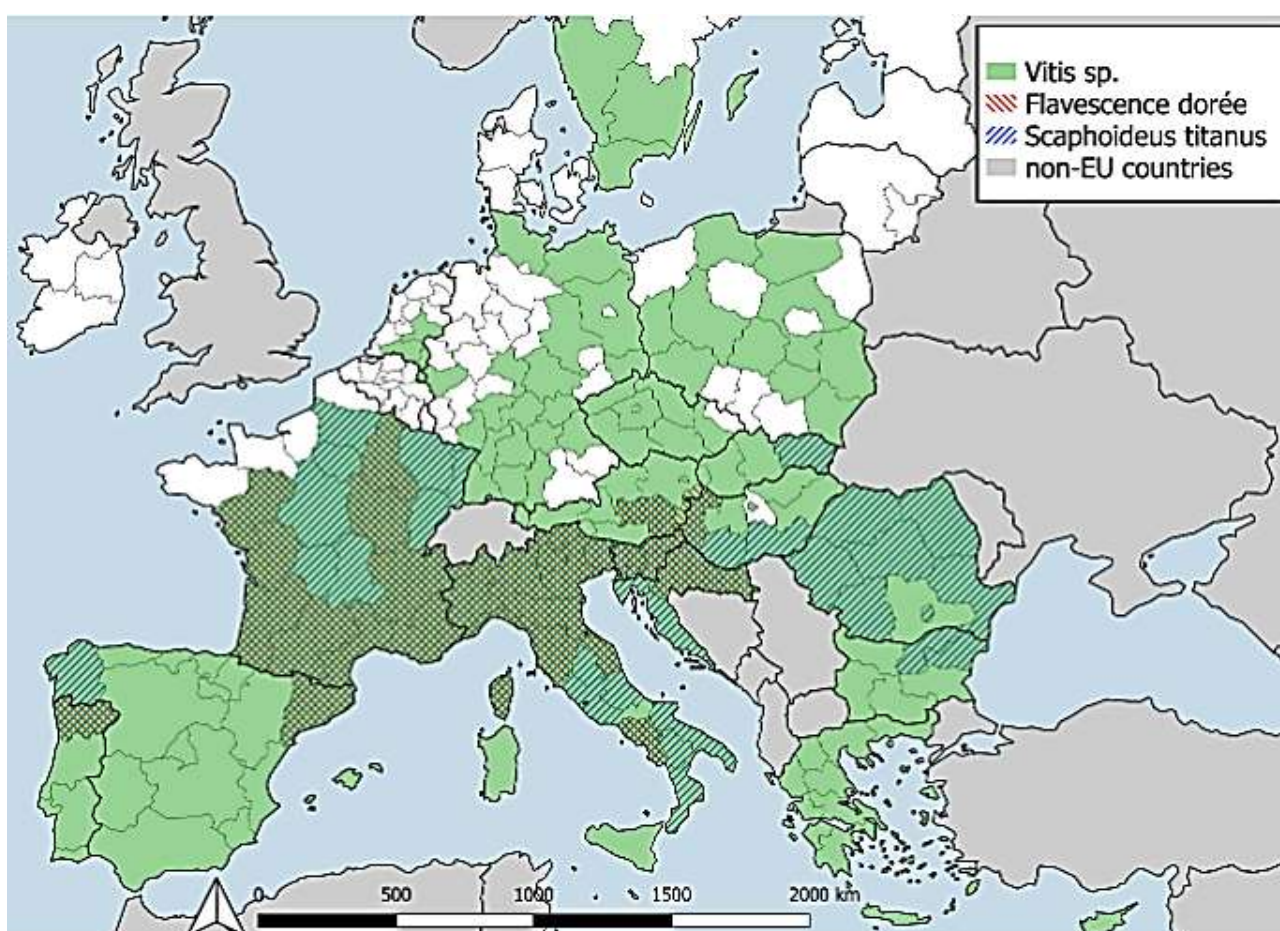 Vitis sp.
Flavescence dorée
Scaphoideus titanus
non-EU countries
0 500 1000 1500 2000 km